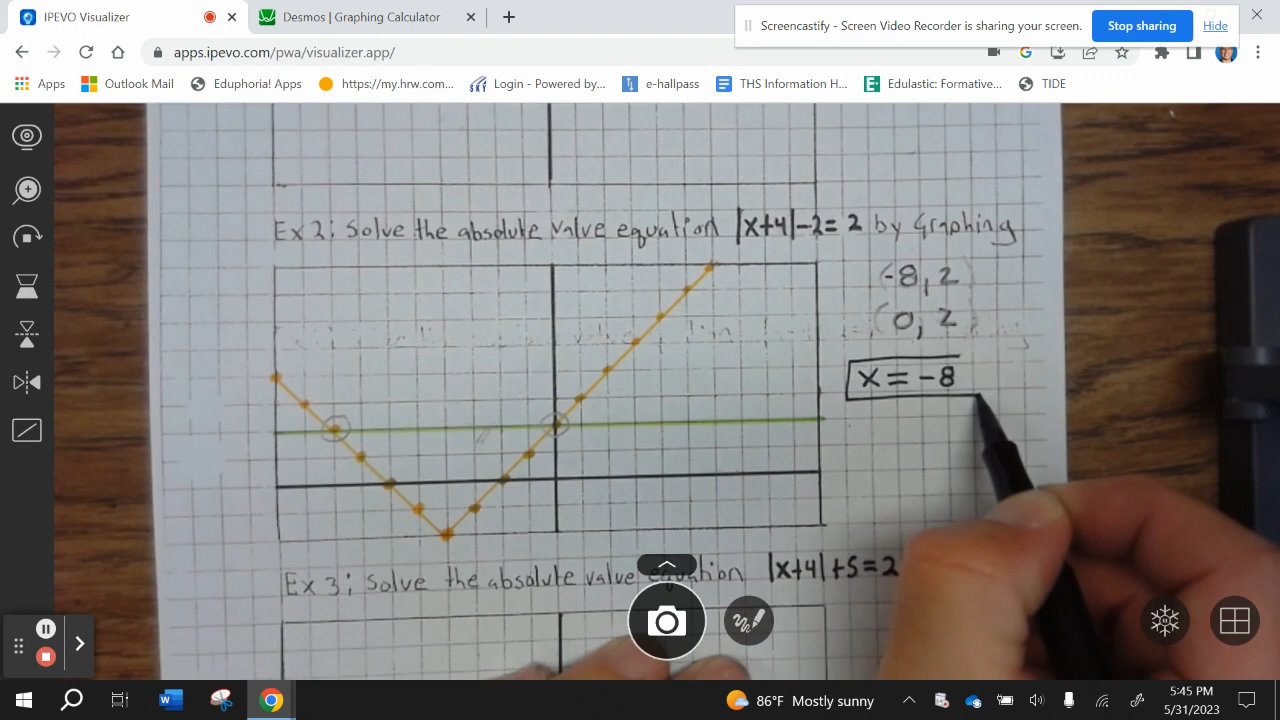 IPEVO Visualizer
Desmos | Graphing Calculator
Screencastify - Screen Video Recorder is sharing your screen.
Stop sharing
Hide
apps.ipevo.com/pwa/visualizer.app/
Apps
Outlook Mail
Eduphoria! Apps
https://my.hrw.com...
Login - Powered by...
e-hallpass
THS Information H...
Edulastic: Formative...
TIDE
Ex 2: Solve the absolute value equation |x+4|-2=2 by Graphing
(-8, 2)
(0, 2)
x = -8
Ex 3: Solve the absolute value equation |x+4|+5=2
86°F Mostly sunny
5:45 PM
5/31/2023